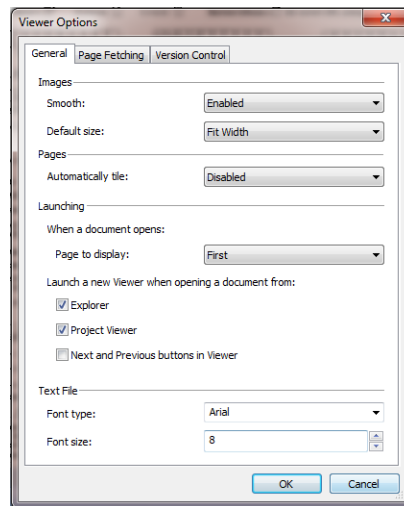 Viewer Options
General Page Fetching Version Control
Images
Smooth: Enabled
Default size: Fit Width
Pages
Automatically tile: Disabled
Launching
When a document opens:
Page to display: First
Launch a new Viewer when opening a document from:
Explorer
Project Viewer
Next and Previous buttons in Viewer
Text File
Font type: Arial
Font size: 8
OK Cancel